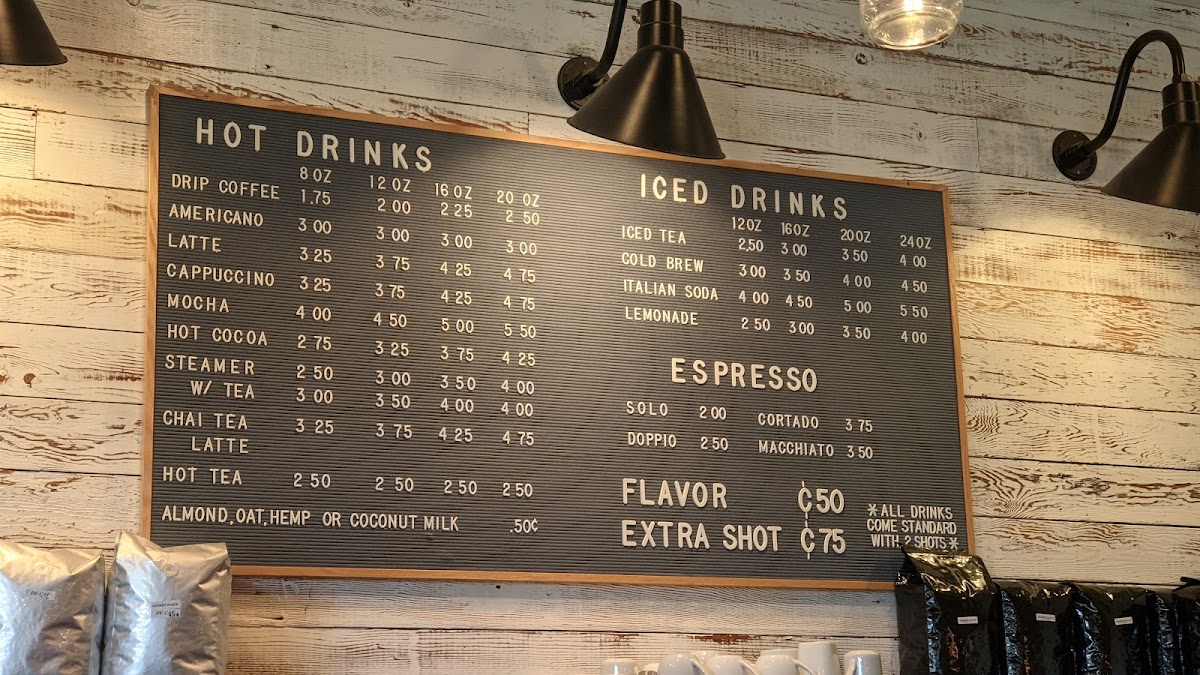 HOT DRINKS
8OZ 12OZ 16OZ 20 OZ
DRIP COFFEE 1.75 2 00 2 25 2 50
AMERICANO 3 00 3 00 3 00 3 00
LATTE 3 25 3 75 4 25 4 75
CAPPUCCINO 3 25 3 75 4 25 4 75
MOCHA 4 00 4 50 5 00 5 50
HOT COCOA 2 75 3 25 3 75 4 25
STEAMER 2 50 3 00 3 50 4 00
W/ TEA 3 00 3 50 4 00 4 00
CHAI TEA 3 25 3 75 4 25 4 75
LATTE
HOT TEA 2 50 2 50 2 50 2 50
ALMOND,OAT,HEMP OR COCONUT MILK .50¢
ICED DRINKS
12OZ 16OZ 20OZ 24OZ
ICED TEA 2,50 3 00 3 50 4 00
COLD BREW 3 00 3 50 4 00 4 50
ITALIAN SODA 4 00 4 50 5 00 5 50
LEMONADE 2 50 3 00 3 50 4 00
ESPRESSO
SOLO 2 00 CORTADO 3 75
DOPPIO 2 50 MACCHIATO 3 50
FLAVOR ¢50
EXTRA SHOT ¢75
*ALL DRINKS
COME STANDARD
WITH 2 SHOTS*
DE CAF
DE CAF